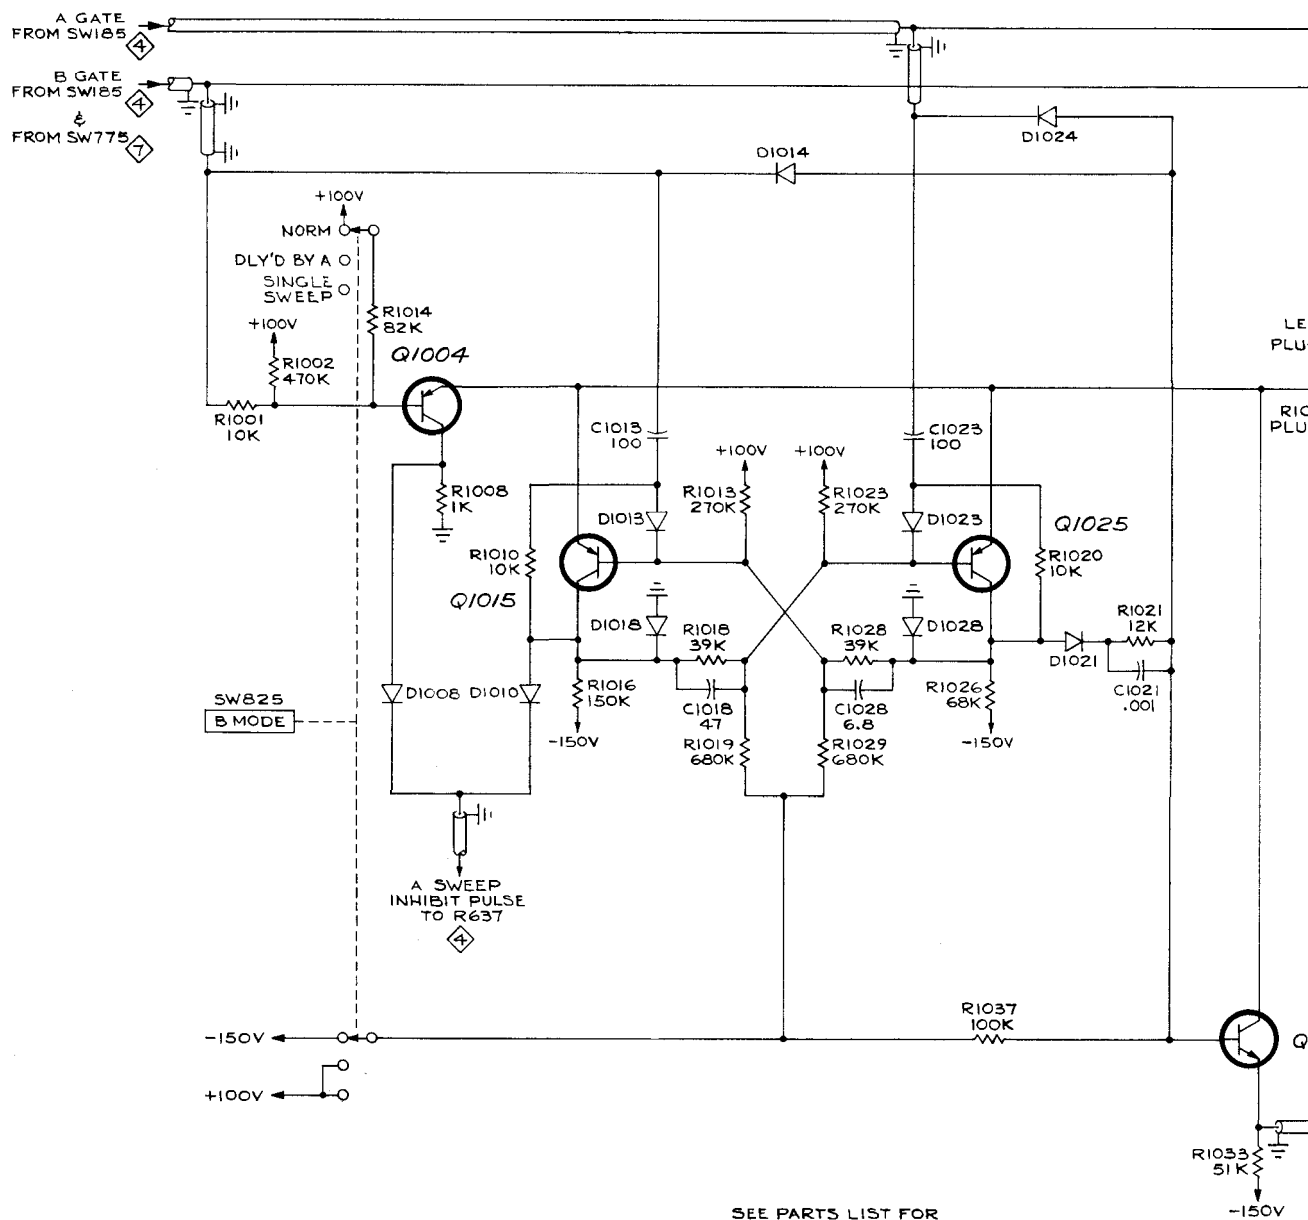 A GATE
FROM SW185
4
B GATE
FROM SW185
4
&
FROM SW775
7
D1024
D1014
+100V
NORM
DLY'D BY A
SINGLE
SWEEP
R1014
82K
+100V
R1002
470K
Q1004
LE
PLU
R1001
10K
C1013
100
C1023
100
R10
PLU
+100V
+100V
R1008
1K
R1013
270K
R1023
270K
D1013
D1023
Q1025
R1010
10K
R1020
10K
Q1015
D1018
R1018
39K
R1028
39K
D1028
R1021
12K
D1021
D1008
D1010
R1016
150K
C1018
47
C1028
6.8
R1026
68K
C1021
.001
SW825
B MODE
-150V
R1019
680K
R1029
680K
-150V
A SWEEP
INHIBIT PULSE
TO R637
4
R1037
100K
-150V
Q
+100V
R1033
51K
-150V
SEE PARTS LIST FOR